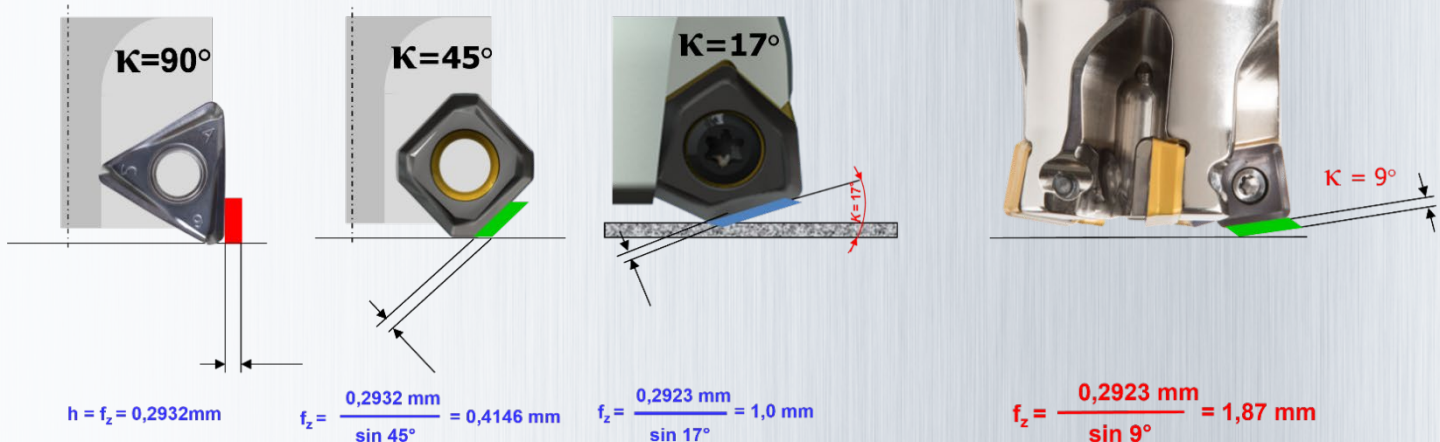 κ=90°
κ=45°
κ=17°
κ = 17°
κ = 9°
h = fz = 0,2932mm
fz = 0,2932 mm / sin 45° = 0,4146 mm
fz = 0,2923 mm / sin 17° = 1,0 mm
fz = 0,2923 mm / sin 9° = 1,87 mm